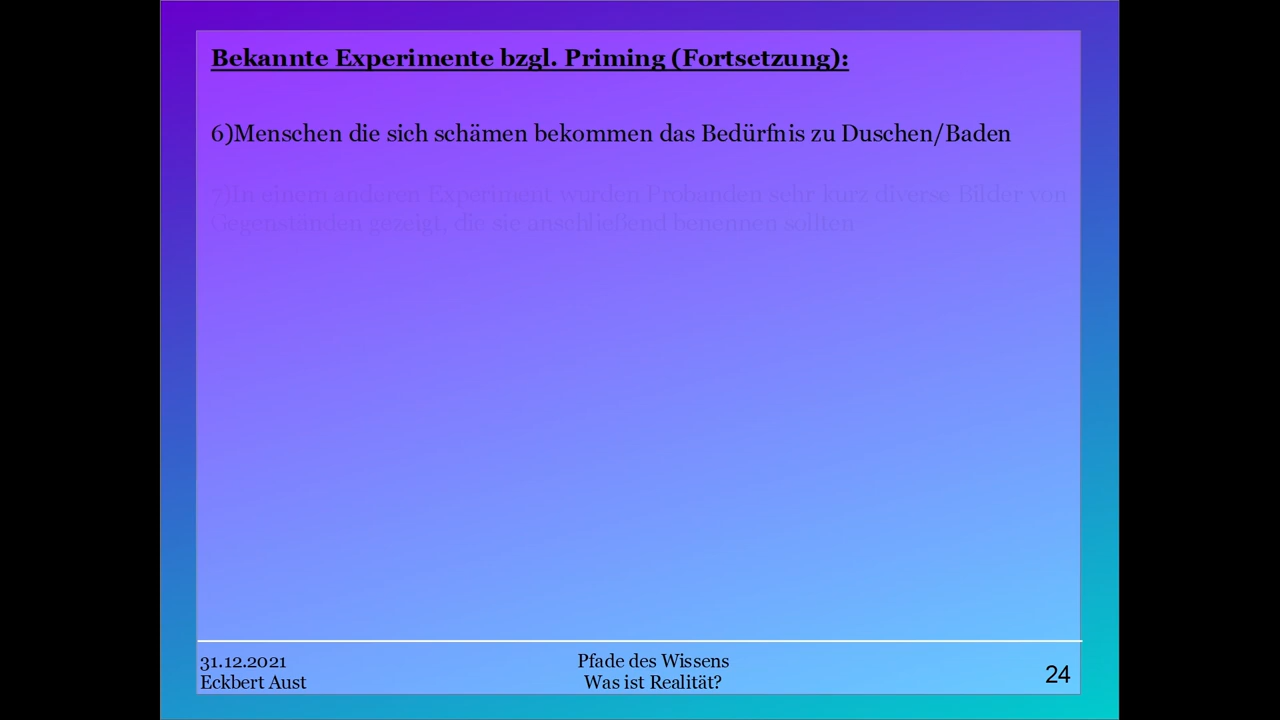 Bekannte Experimente bzgl. Priming (Fortsetzung):
6)Menschen die sich schämen bekommen das Bedürfnis zu Duschen/Baden
7)In einem anderen Experiment wurden Probanden sehr kurz diverse Bilder von
Gegenständen gezeigt, die sie anschließend benennen sollten
31.12.2021
Eckbert Aust
Pfade des Wissens
Was ist Realität?
24